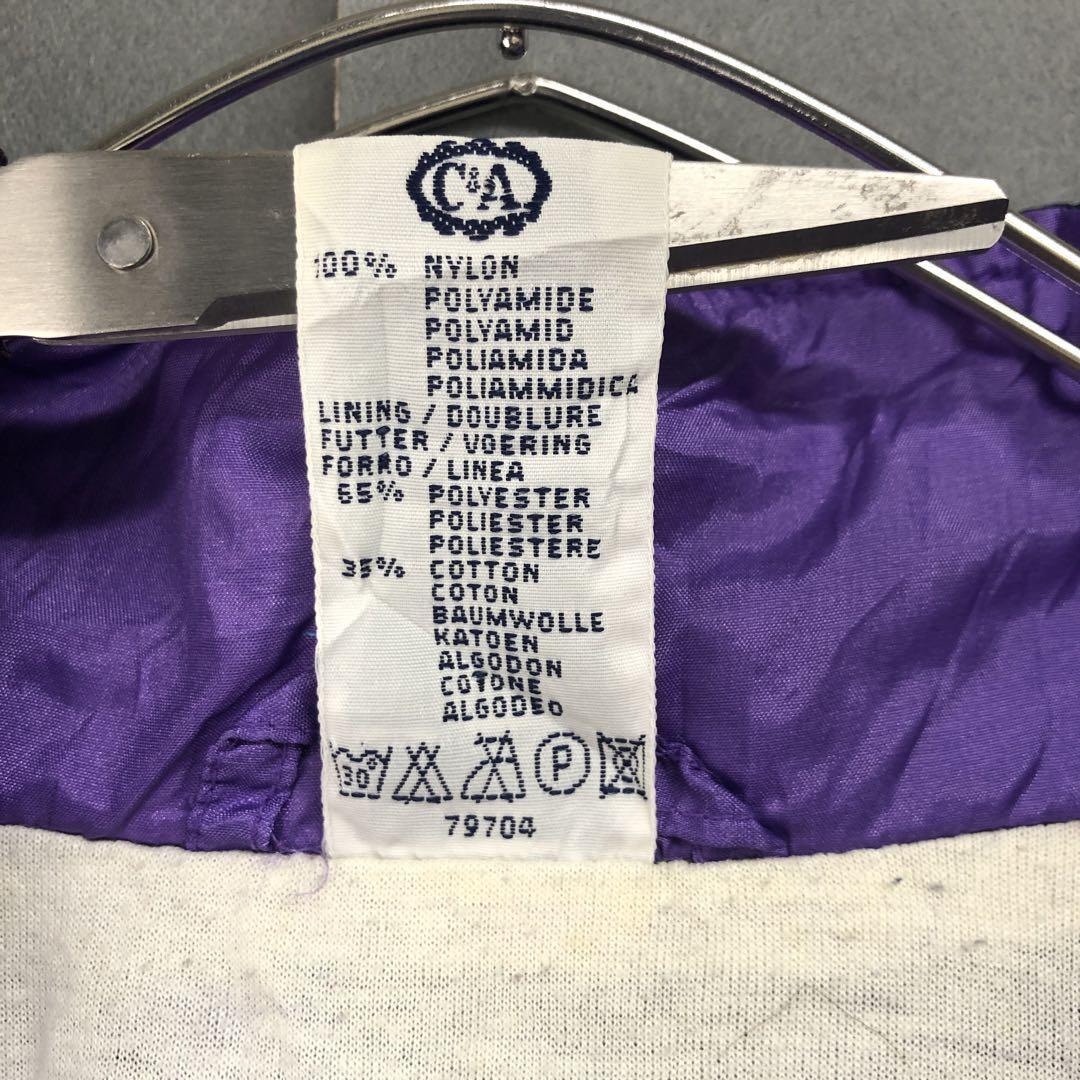 C&A
100% NYLON
POLYAMIDE
POLYAMID
POLIAMIDA
POLIAMMIDICA
LINING / DOUBLURE
FUTTER / VOERING
FORRO / LINEA
65% POLYESTER
POLIESTER
POLIESTERE
35% COTTON
COTON
BAUMWOLLE
KATOEN
ALGODON
COTONE
ALGODEO
30° P
79704